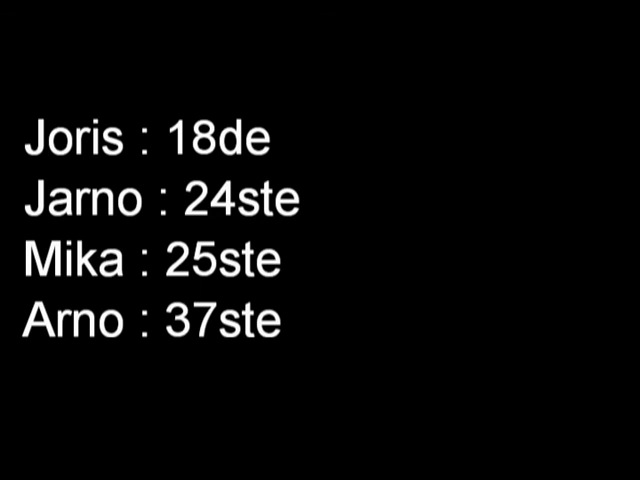 Joris : 18de
Jarno : 24ste
Mika : 25ste
Arno : 37ste